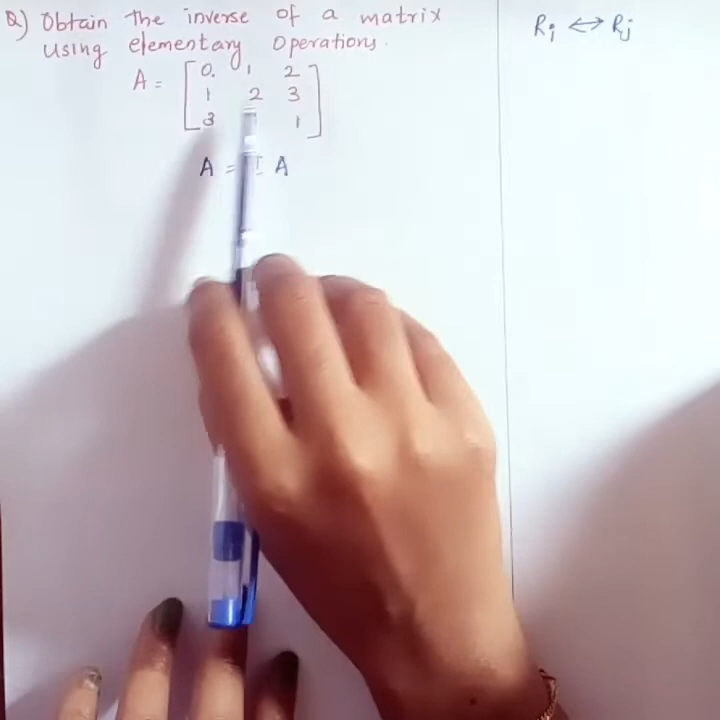 Q) Obtain the inverse of a matrix
using elementary operations.
A = [ 0 1 2
1 2 3
3 1 ]
A = I A
Ri ↔ Rj